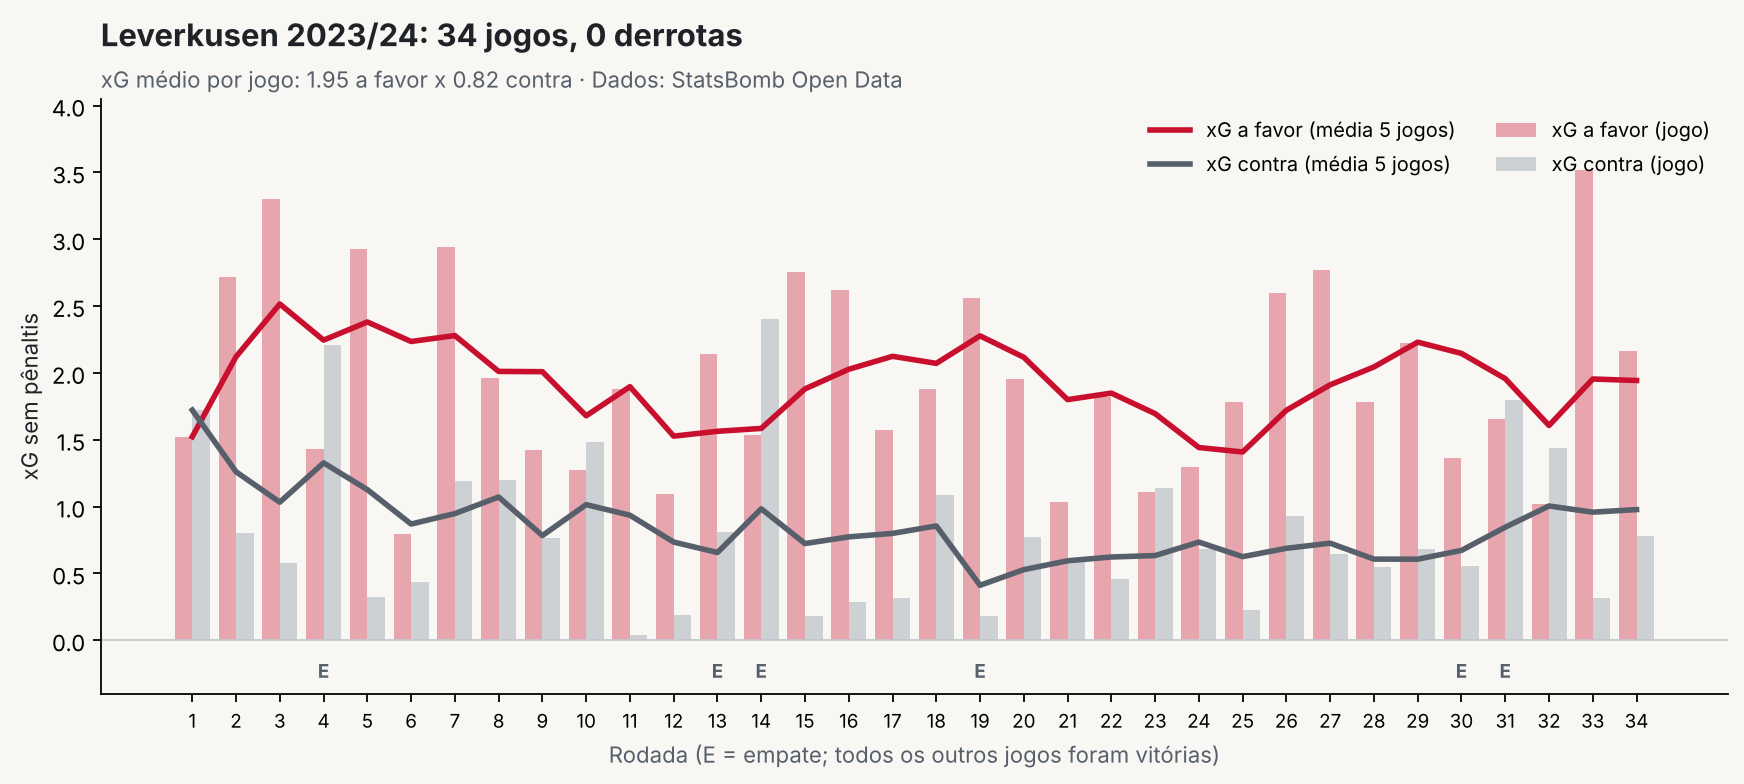 Leverkusen 2023/24: 34 jogos, 0 derrotas
xG médio por jogo: 1.95 a favor x 0.82 contra · Dados: StatsBomb Open Data
xG a favor (média 5 jogos)
xG contra (média 5 jogos)
xG a favor (jogo)
xG contra (jogo)
xG sem pênaltis
4.0
3.5
3.0
2.5
2.0
1.5
1.0
0.5
0.0
E E E E E E
1 2 3 4 5 6 7 8 9 10 11 12 13 14 15 16 17 18 19 20 21 22 23 24 25 26 27 28 29 30 31 32 33 34
Rodada (E = empate; todos os outros jogos foram vitórias)